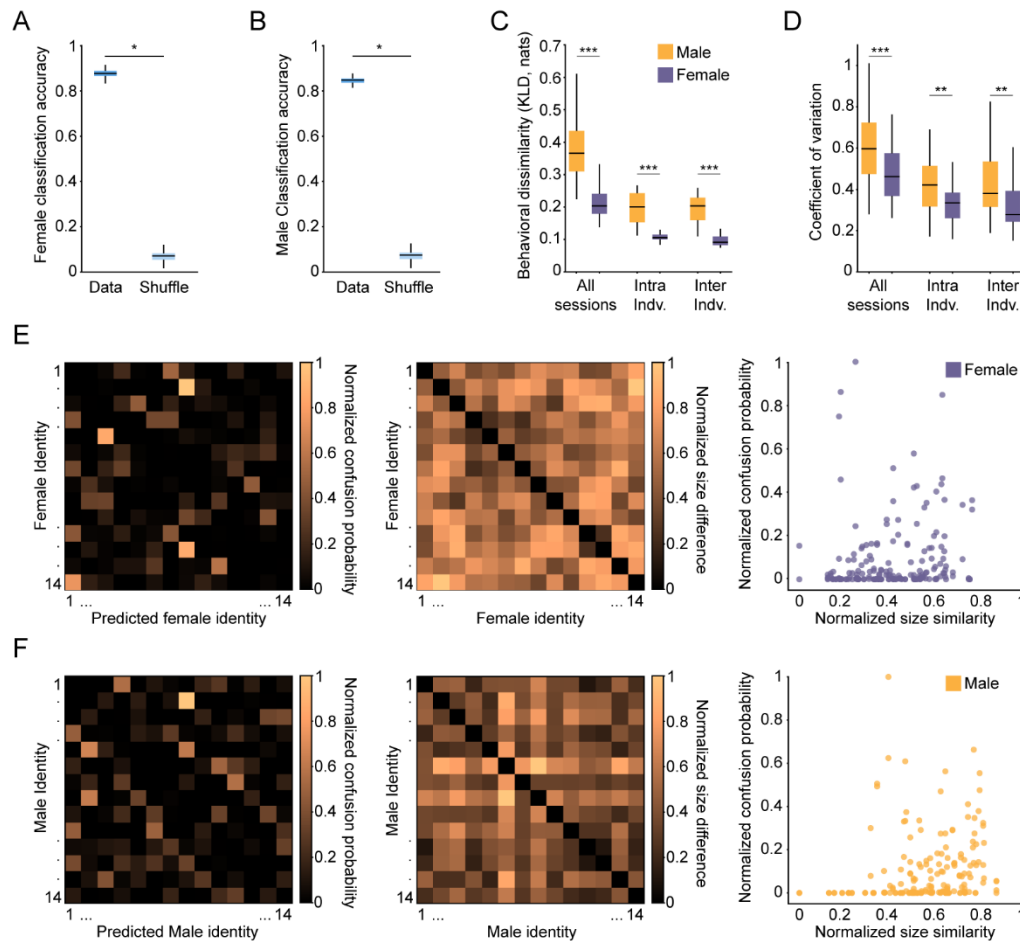 A
Female classification accuracy
1
0.8
0.6
0.4
0.2
0
*
Data
Shuffle
B
Male Classification accuracy
1
0.8
0.6
0.4
0.2
0
*
Data
Shuffle
C
Behavioral dissimilarity (KLD, nats)
0.7
0.6
0.5
0.4
0.3
0.2
0.1
0
***
***
***
Male
Female
All
sessions
Intra
Indv.
Inter
Indv.
D
Coefficient of variation
1
0.8
0.6
0.4
0.2
0
***
**
**
All
sessions
Intra
Indv.
Inter
Indv.
E
Female Identity
1
14
1 ...
... 14
Predicted female identity
1
0.8
0.6
0.4
0.2
0
Normalized confusion probability
Female Identity
1
14
1 ...
... 14
Female identity
1
0.8
0.6
0.4
0.2
0
Normalized size difference
Normalized confusion probability
1
0.8
0.6
0.4
0.2
0
Female
0
0.2
0.4
0.6
0.8
1
Normalized size similarity
F
Male Identity
1
14
1 ...
... 14
Predicted Male identity
1
0.8
0.6
0.4
0.2
0
Normalized confusion probability
Male Identity
1
14
1 ...
... 14
Male identity
1
0.8
0.6
0.4
0.2
0
Normalized size difference
Normalized confusion probability
1
0.8
0.6
0.4
0.2
0
Male
0
0.2
0.4
0.6
0.8
1
Normalized size similarity